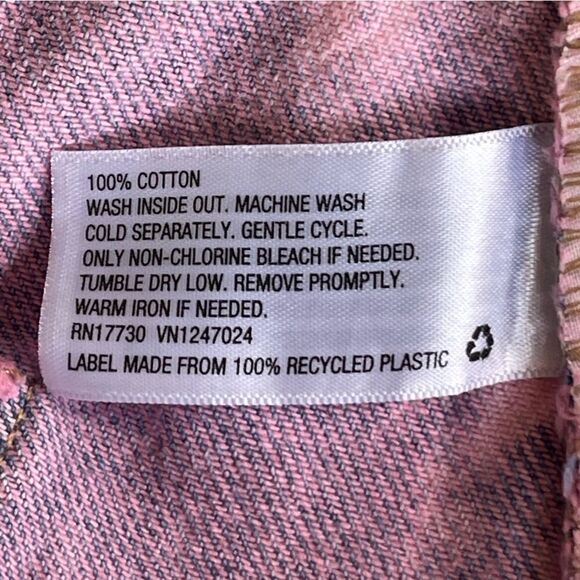 100% COTTON
WASH INSIDE OUT. MACHINE WASH
COLD SEPARATELY. GENTLE CYCLE.
ONLY NON-CHLORINE BLEACH IF NEEDED.
TUMBLE DRY LOW. REMOVE PROMPTLY.
WARM IRON IF NEEDED.
RN17730 VN1247024
LABEL MADE FROM 100% RECYCLED PLASTIC